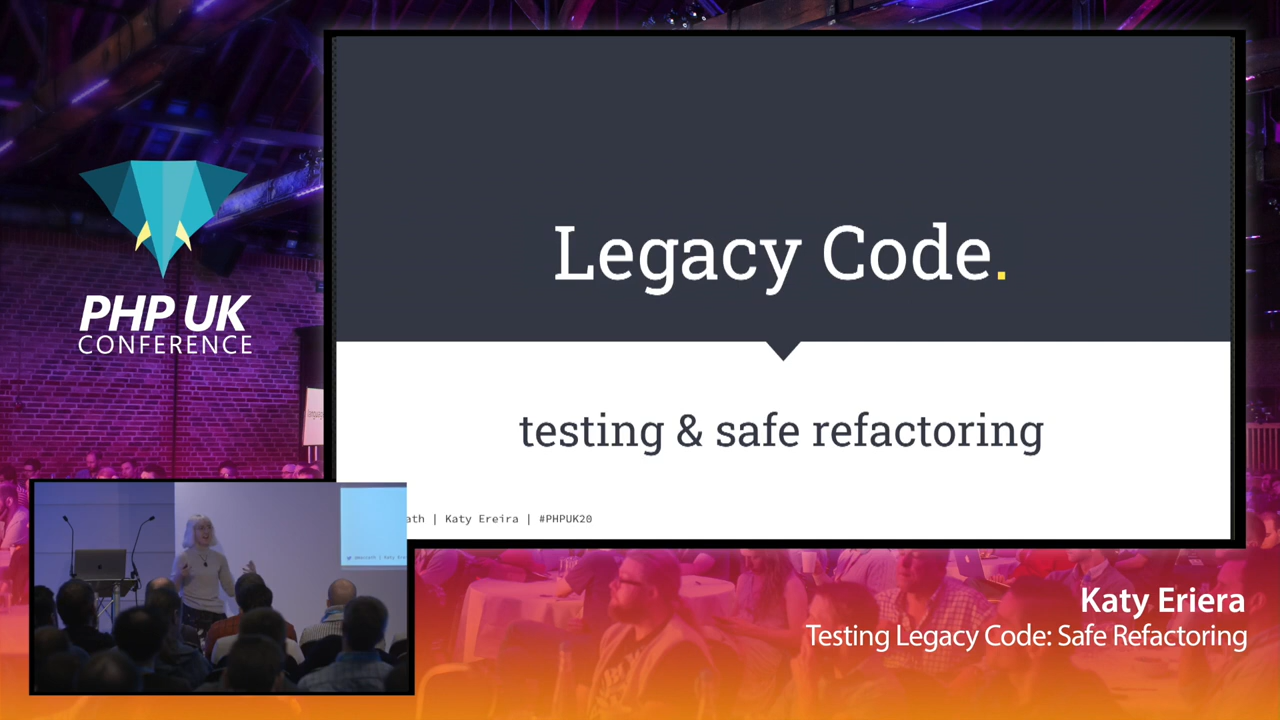 PHP UK
CONFERENCE
Legacy Code.
testing & safe refactoring
ath | Katy Ereira | #PHPUK20
Katy Eriera
Testing Legacy Code: Safe Refactoring